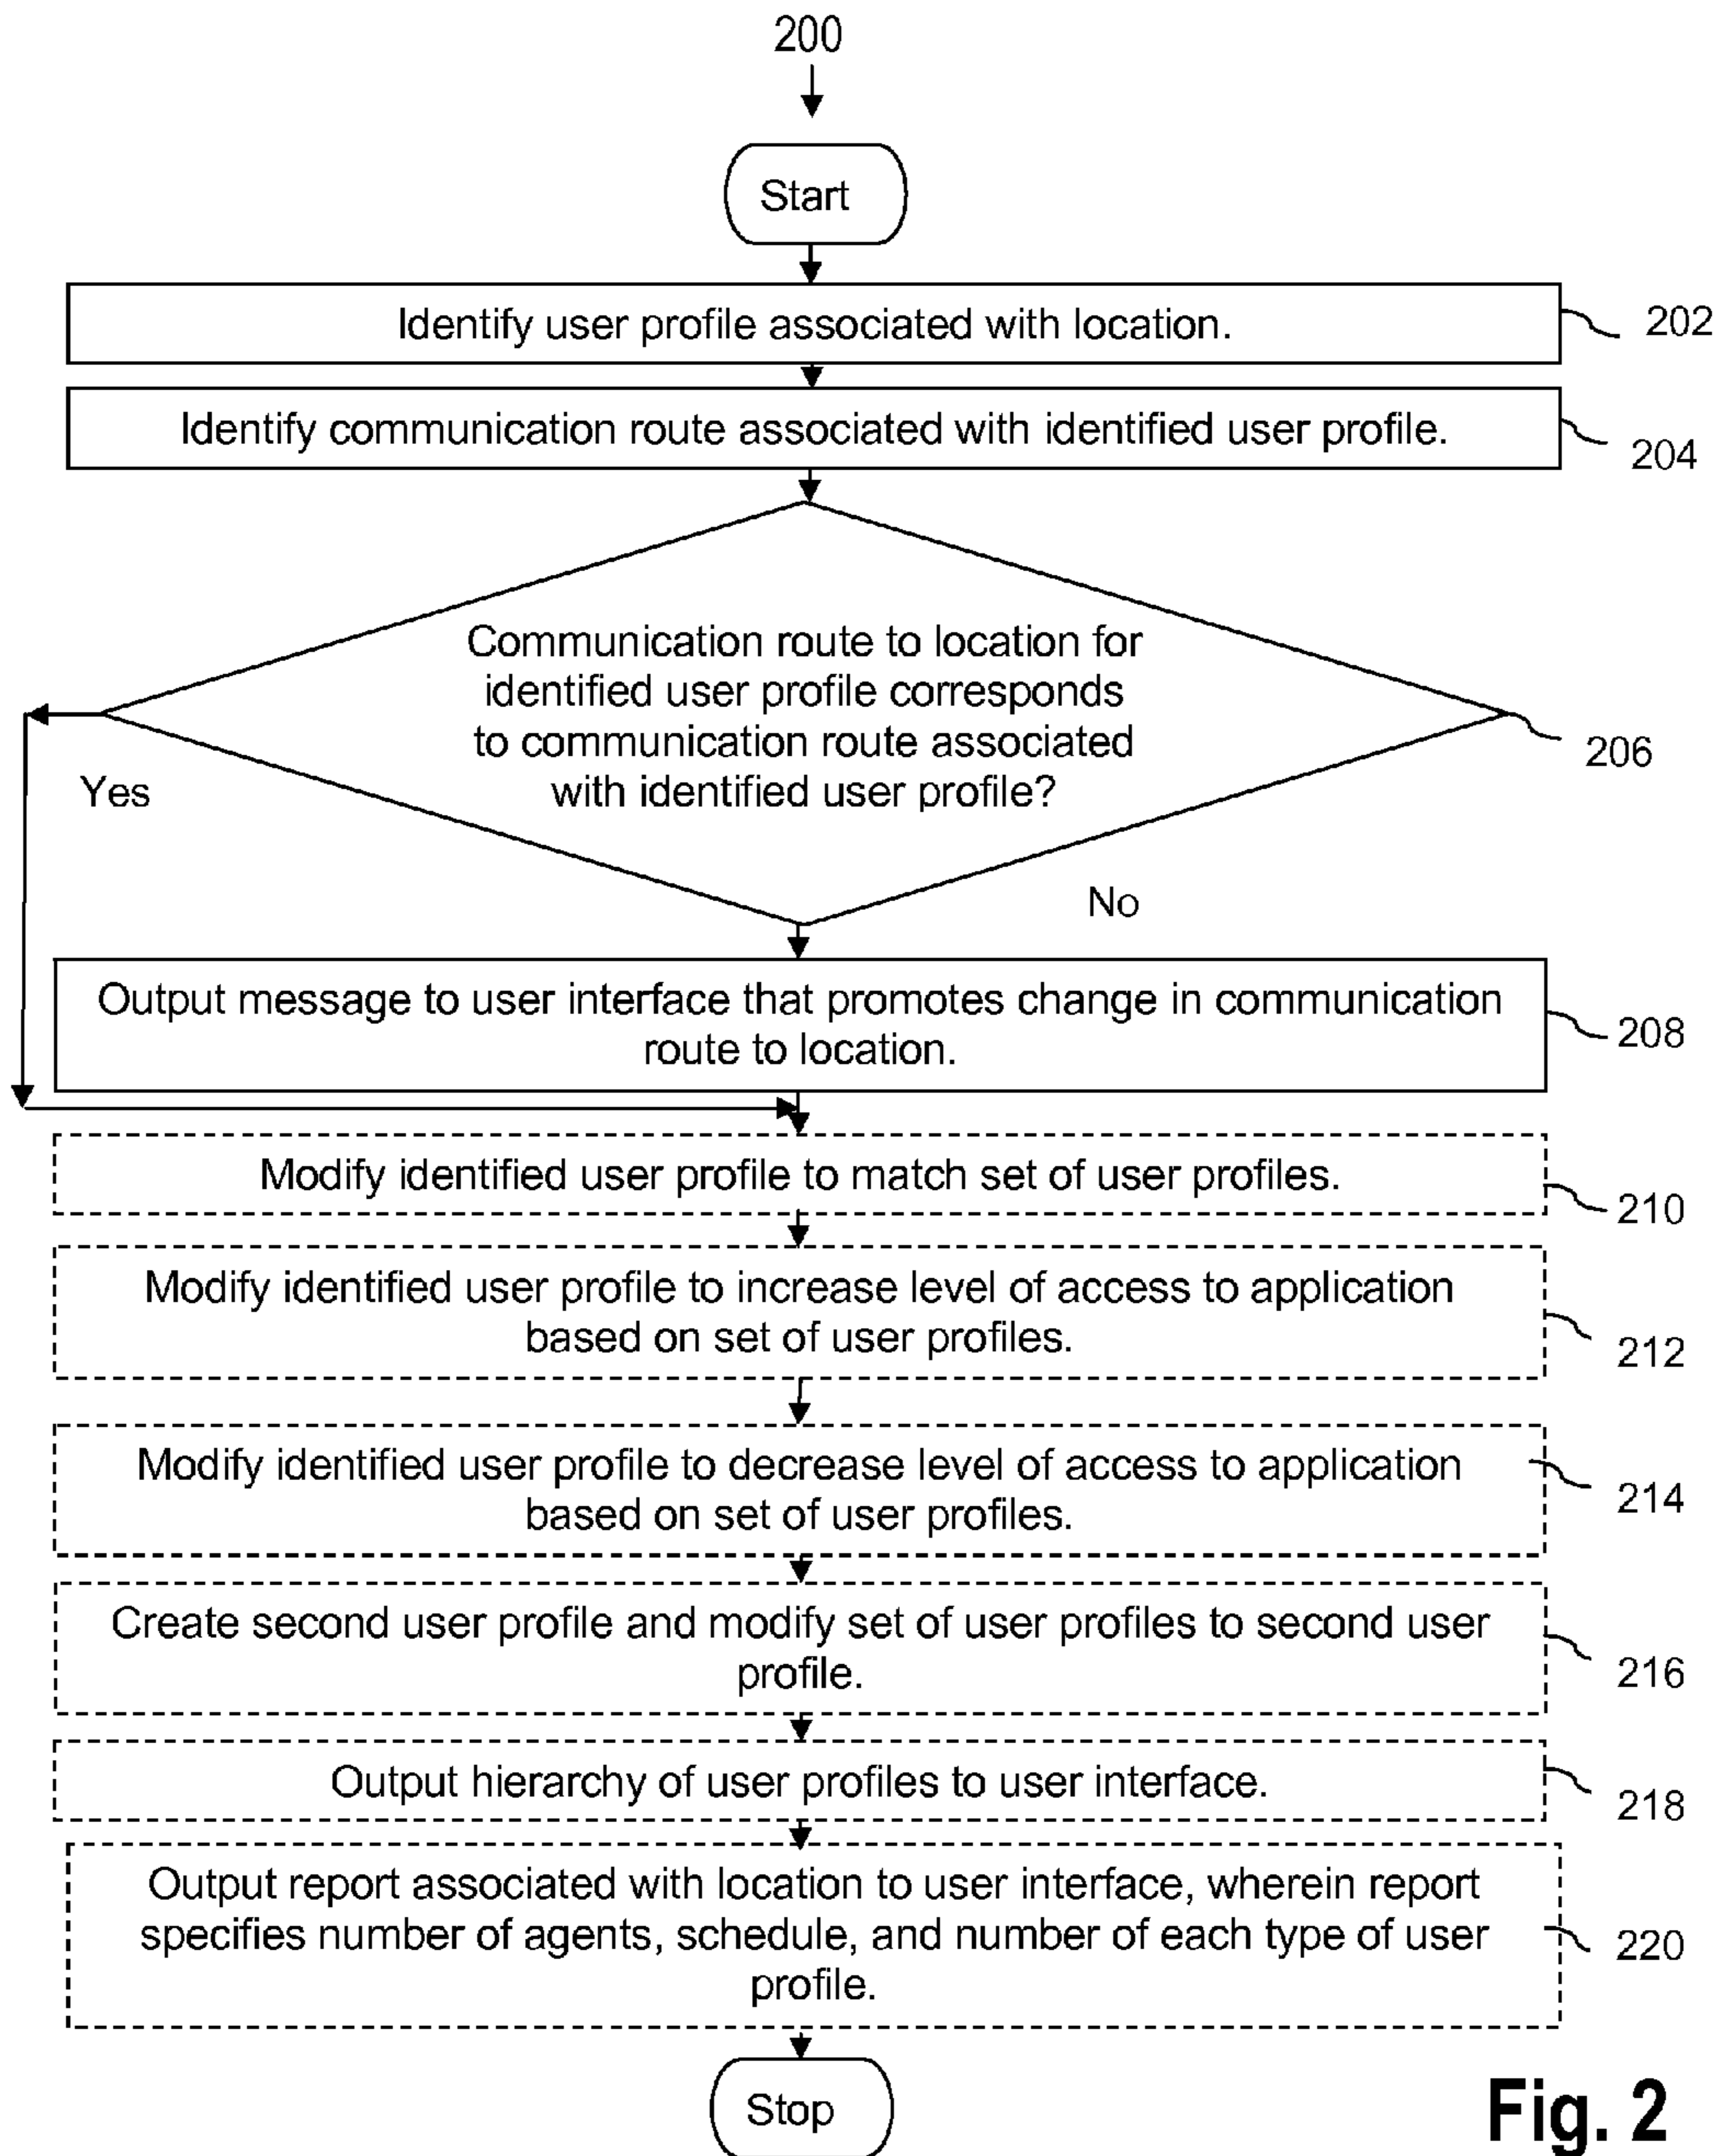 200
Start
Identify user profile associated with location.
202
Identify communication route associated with identified user profile.
204
Communication route to location for
identified user profile corresponds
to communication route associated
with identified user profile?
206
Yes
No
Output message to user interface that promotes change in communication
route to location.
208
Modify identified user profile to match set of user profiles.
210
Modify identified user profile to increase level of access to application
based on set of user profiles.
212
Modify identified user profile to decrease level of access to application
based on set of user profiles.
214
Create second user profile and modify set of user profiles to second user
profile.
216
Output hierarchy of user profiles to user interface.
218
Output report associated with location to user interface, wherein report
specifies number of agents, schedule, and number of each type of user
profile.
220
Stop
Fig. 2